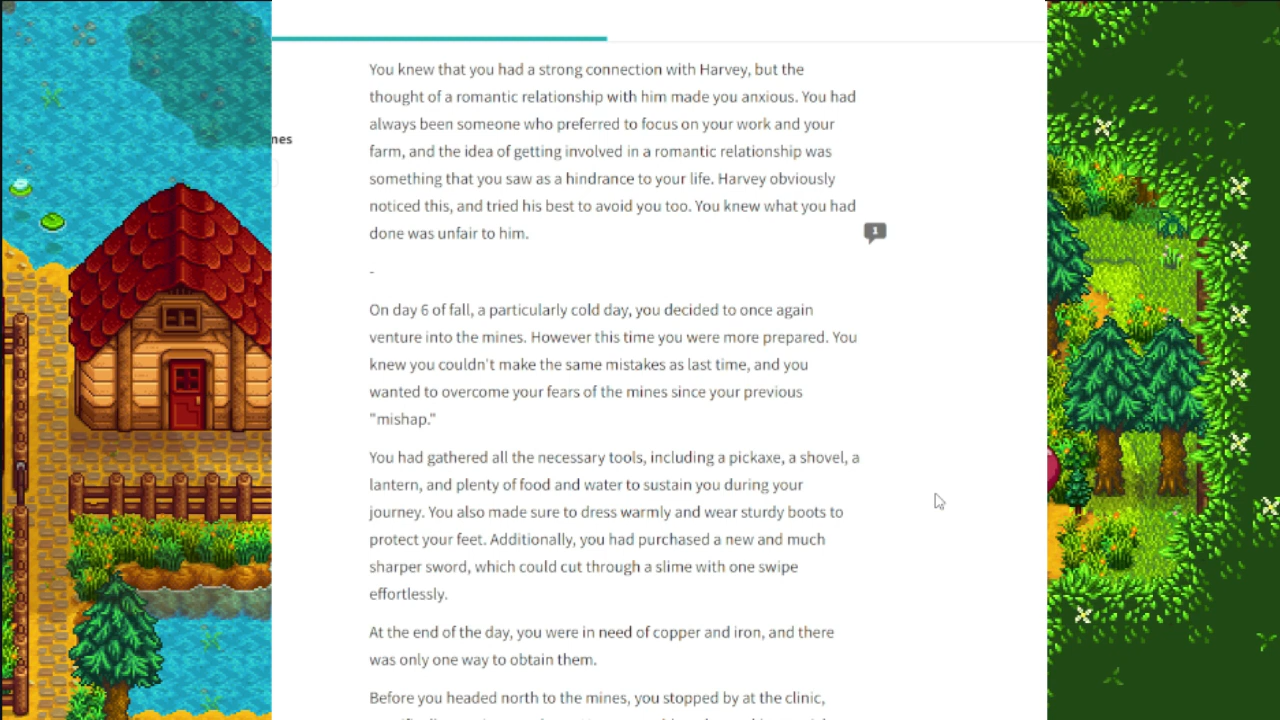 You knew that you had a strong connection with Harvey, but the
thought of a romantic relationship with him made you anxious. You had
always been someone who preferred to focus on your work and your
farm, and the idea of getting involved in a romantic relationship was
something that you saw as a hindrance to your life. Harvey obviously
noticed this, and tried his best to avoid you too. You knew what you had
done was unfair to him.
1
-
On day 6 of fall, a particularly cold day, you decided to once again
venture into the mines. However this time you were more prepared. You
knew you couldn't make the same mistakes as last time, and you
wanted to overcome your fears of the mines since your previous
"mishap."
You had gathered all the necessary tools, including a pickaxe, a shovel, a
lantern, and plenty of food and water to sustain you during your
journey. You also made sure to dress warmly and wear sturdy boots to
protect your feet. Additionally, you had purchased a new and much
sharper sword, which could cut through a slime with one swipe
effortlessly.
At the end of the day, you were in need of copper and iron, and there
was only one way to obtain them.
Before you headed north to the mines, you stopped by at the clinic,